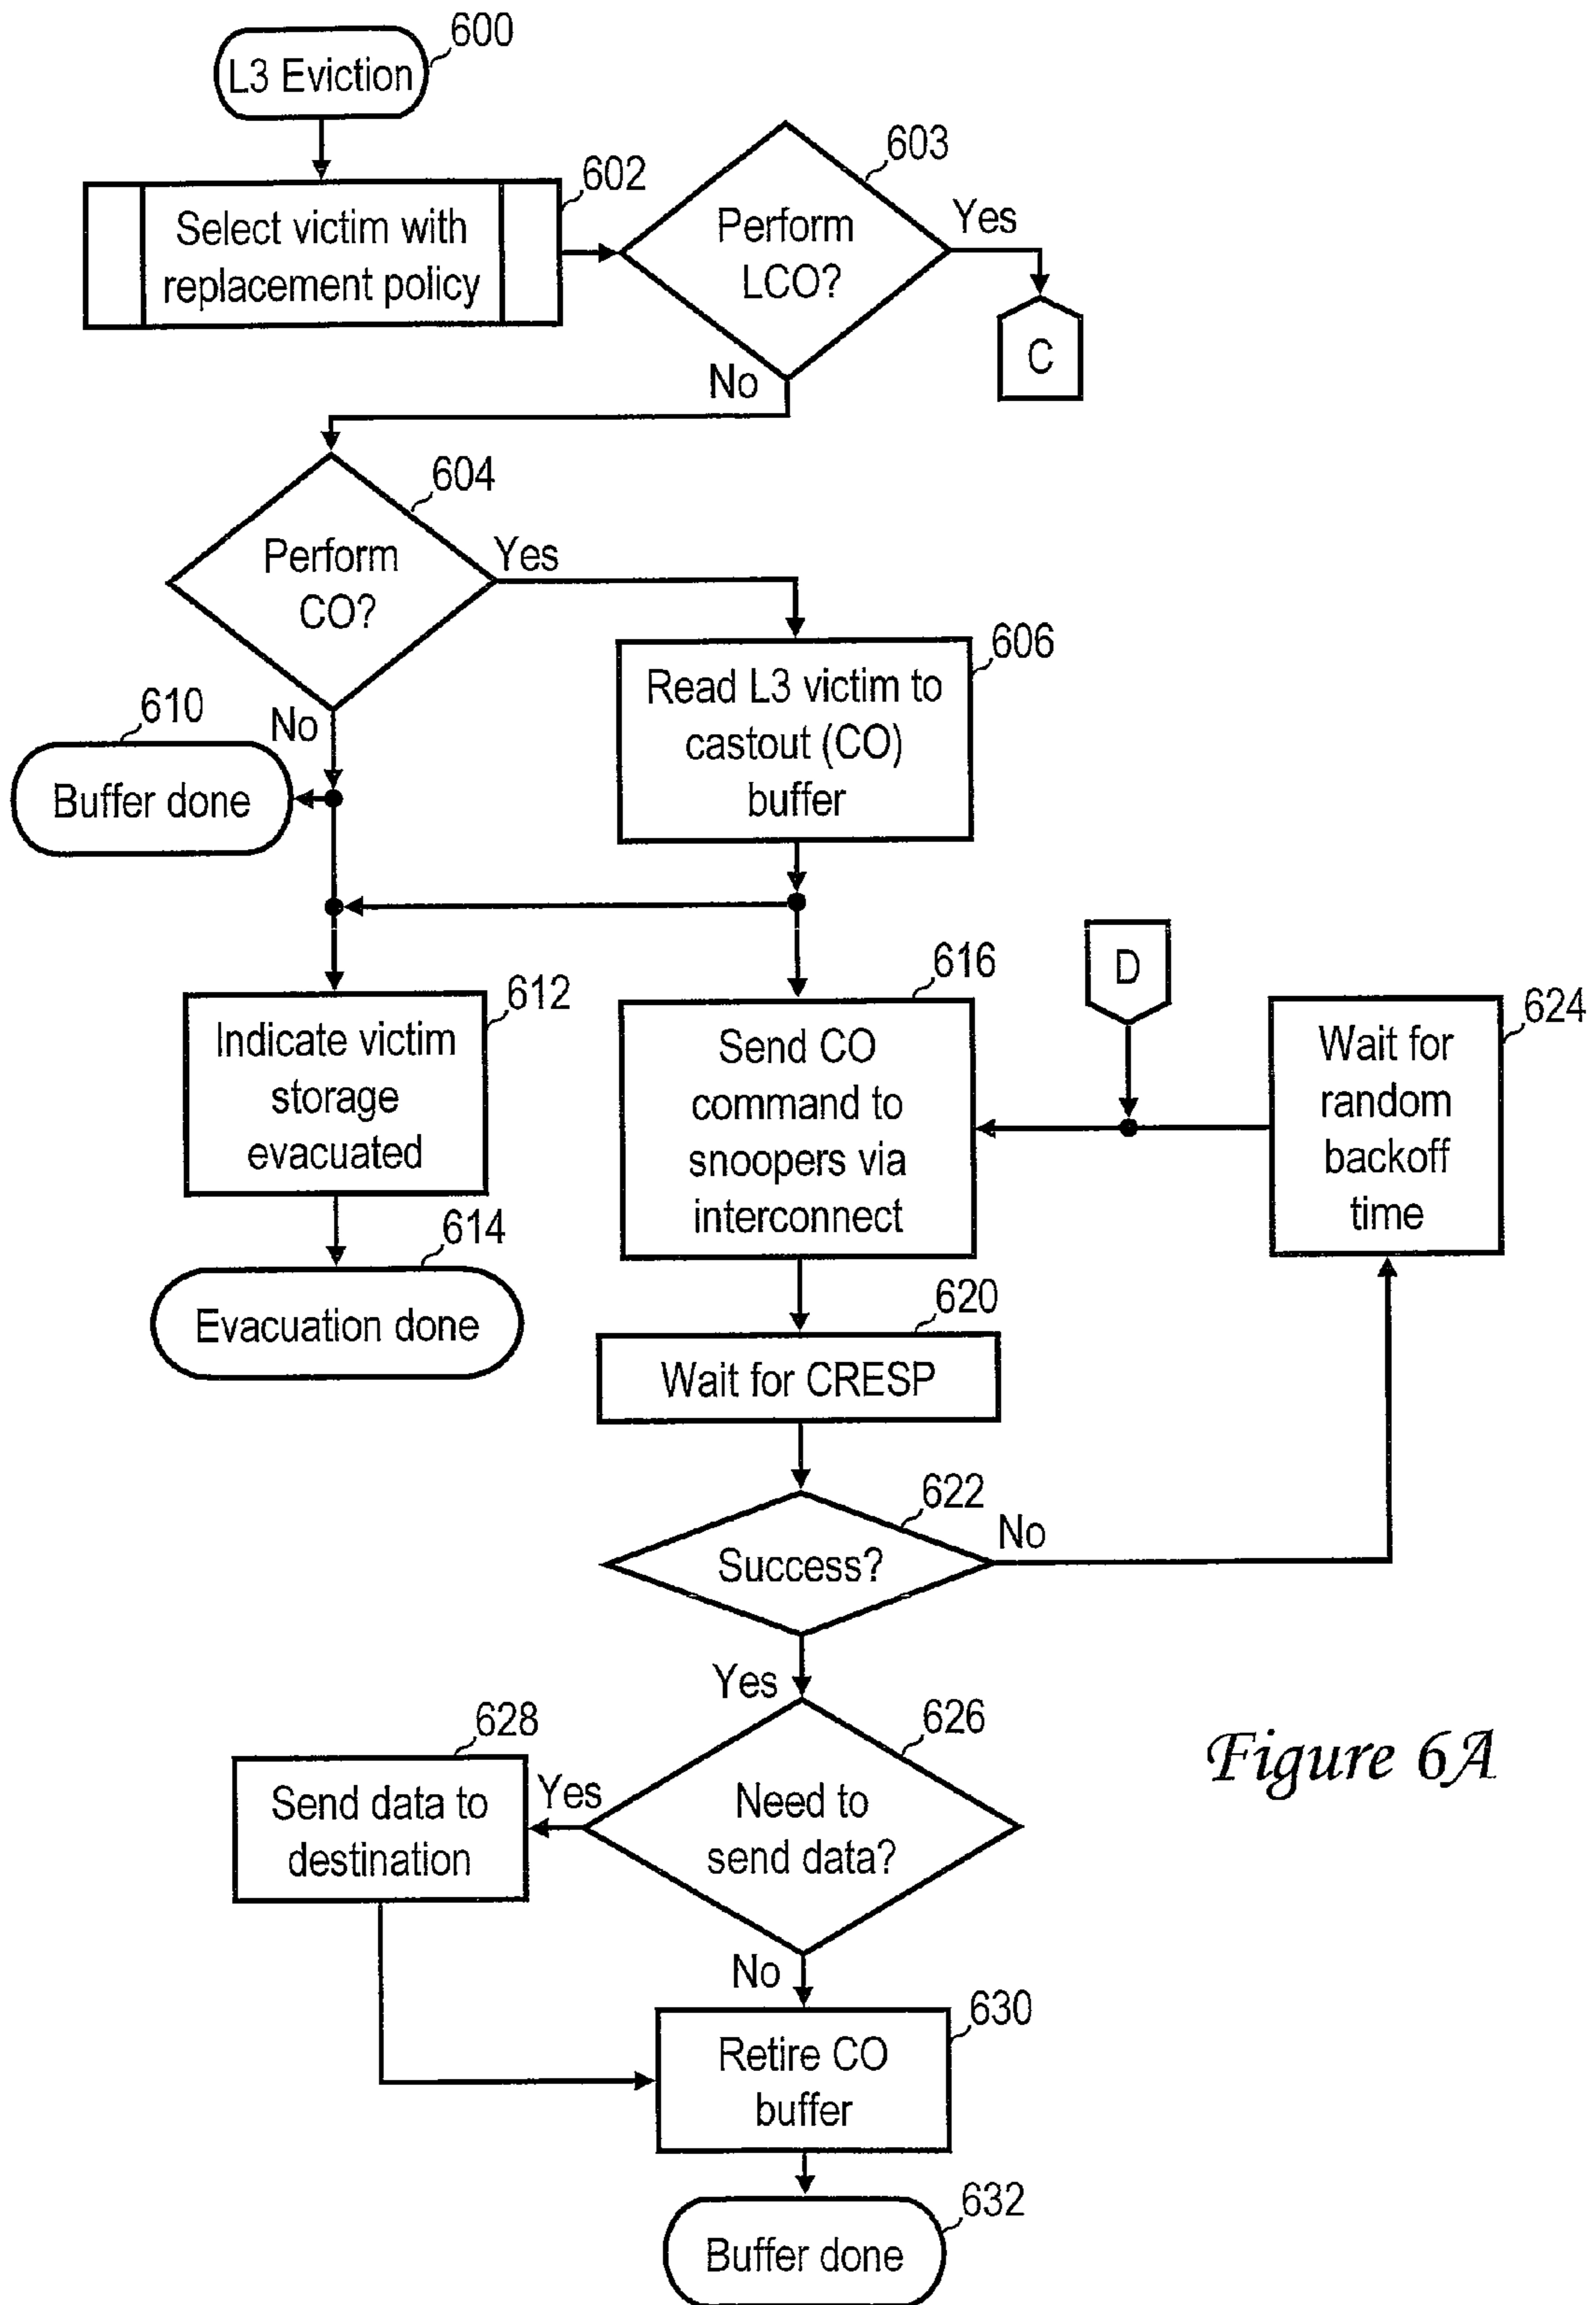 600
L3 Eviction
602
Select victim with
replacement policy
603
Perform
LCO?
Yes
C
No
604
Perform
CO?
Yes
606
Read L3 victim to
castout (CO)
buffer
No
610
Buffer done
612
Indicate victim
storage
evacuated
614
Evacuation done
616
Send CO
command to
snoopers via
interconnect
D
624
Wait for
random
backoff
time
620
Wait for CRESP
622
Success?
No
Yes
626
Need to
send data?
Yes
628
Send data to
destination
No
630
Retire CO
buffer
632
Buffer done
Figure 6A